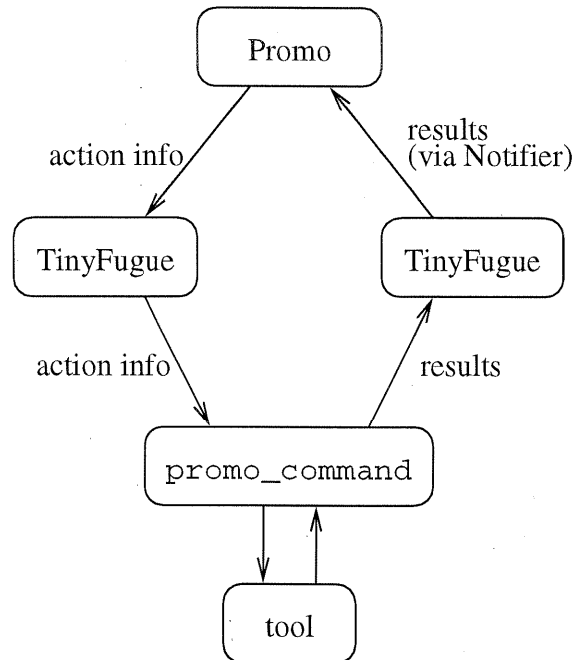 Promo
results
(via Notifier)
action info
TinyFugue
TinyFugue
action info
results
promo_command
tool